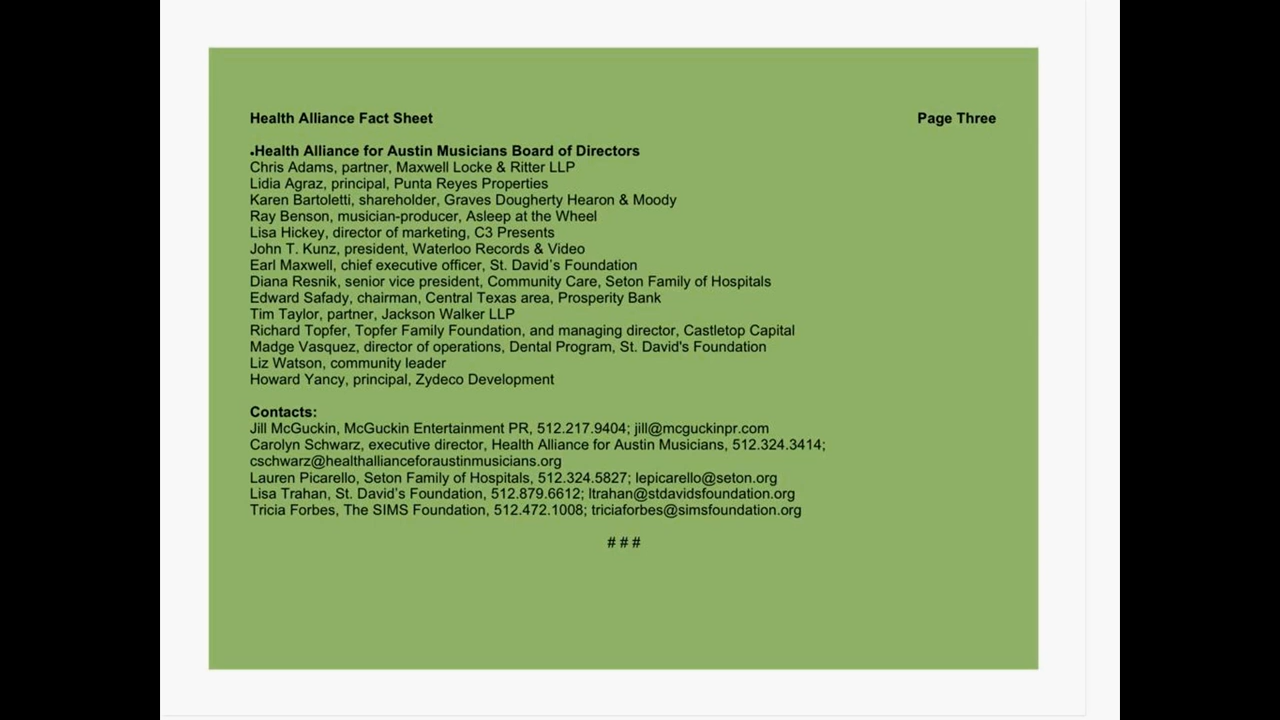 Health Alliance Fact Sheet Page Three
.Health Alliance for Austin Musicians Board of Directors
Chris Adams, partner, Maxwell Locke & Ritter LLP
Lidia Agraz, principal, Punta Reyes Properties
Karen Bartoletti, shareholder, Graves Dougherty Hearon & Moody
Ray Benson, musician-producer, Asleep at the Wheel
Lisa Hickey, director of marketing, C3 Presents
John T. Kunz, president, Waterloo Records & Video
Earl Maxwell, chief executive officer, St. David’s Foundation
Diana Resnik, senior vice president, Community Care, Seton Family of Hospitals
Edward Safady, chairman, Central Texas area, Prosperity Bank
Tim Taylor, partner, Jackson Walker LLP
Richard Topfer, Topfer Family Foundation, and managing director, Castletop Capital
Madge Vasquez, director of operations, Dental Program, St. David's Foundation
Liz Watson, community leader
Howard Yancy, principal, Zydeco Development
Contacts:
Jill McGuckin, McGuckin Entertainment PR, 512.217.9404; jill@mcguckinpr.com
Carolyn Schwarz, executive director, Health Alliance for Austin Musicians, 512.324.3414;
cschwarz@healthallianceforaustinmusicians.org
Lauren Picarello, Seton Family of Hospitals, 512.324.5827; lepicarello@seton.org
Lisa Trahan, St. David’s Foundation, 512.879.6612; ltrahan@stdavidsfoundation.org
Tricia Forbes, The SIMS Foundation, 512.472.1008; triciaforbes@simsfoundation.org
# # #